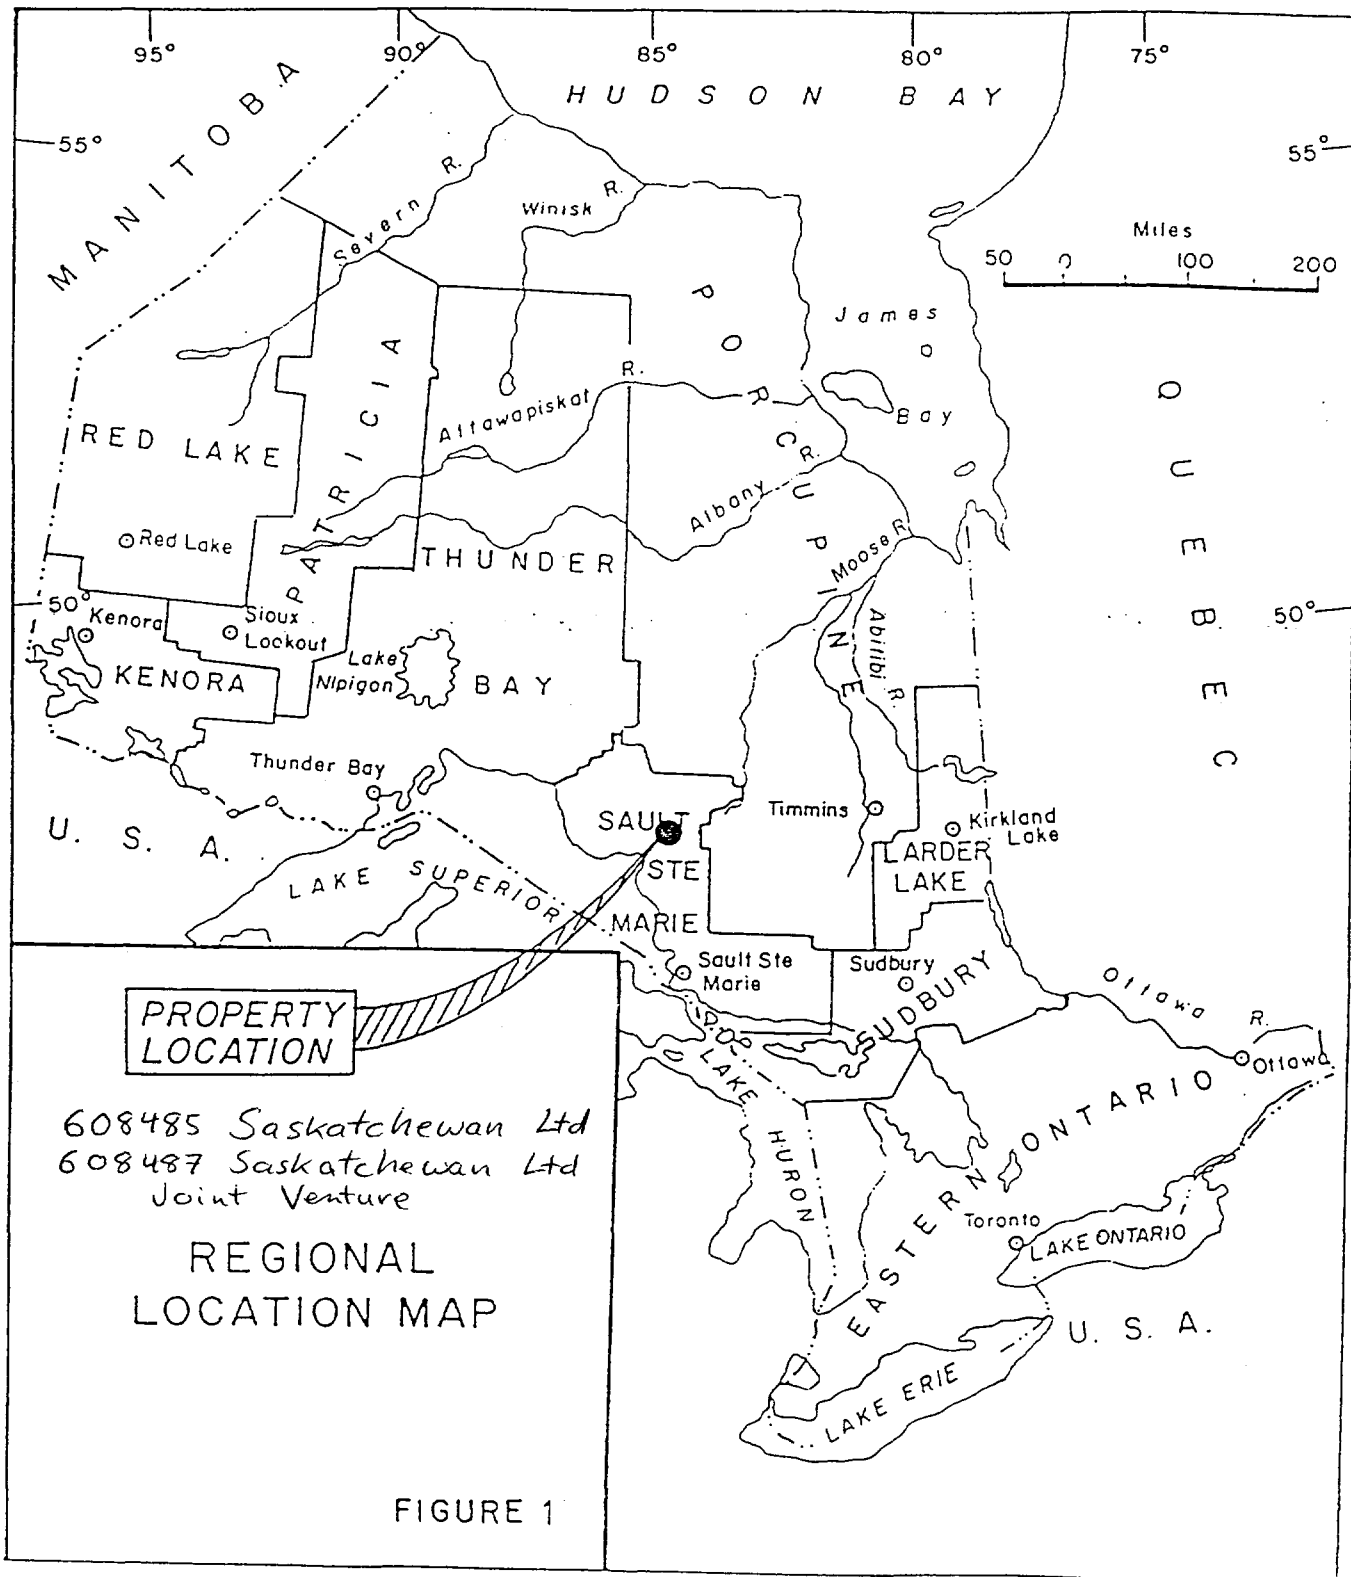 95° 90° 85° 80° 75°
HUDSON BAY
MANITOBA
55° 55°
Severn R.
Winisk R.
Miles
50 0 100 200
PORCUPINE
James
Bay
QUEBEC
PATRICIA
Attawapiskat R.
RED LAKE
Albany R.
Red Lake
THUNDER
BAY
Moose R.
Abitibi R.
50° 50°
Kenora
Sioux
Lookout
KENORA
Lake
Nipigon
Thunder Bay
U. S. A.
LAKE SUPERIOR
SAULT
STE
MARIE
Timmins
Kirkland
Lake
LARDER
LAKE
Sault Ste
Marie
Sudbury
SUDBURY
Ottawa R.
Ottawa
LAKE HURON
EASTERN ONTARIO
Toronto
LAKE ONTARIO
LAKE ERIE
U. S. A.
PROPERTY
LOCATION
608485 Saskatchewan Ltd
608487 Saskatchewan Ltd
Joint Venture
REGIONAL
LOCATION MAP
FIGURE 1